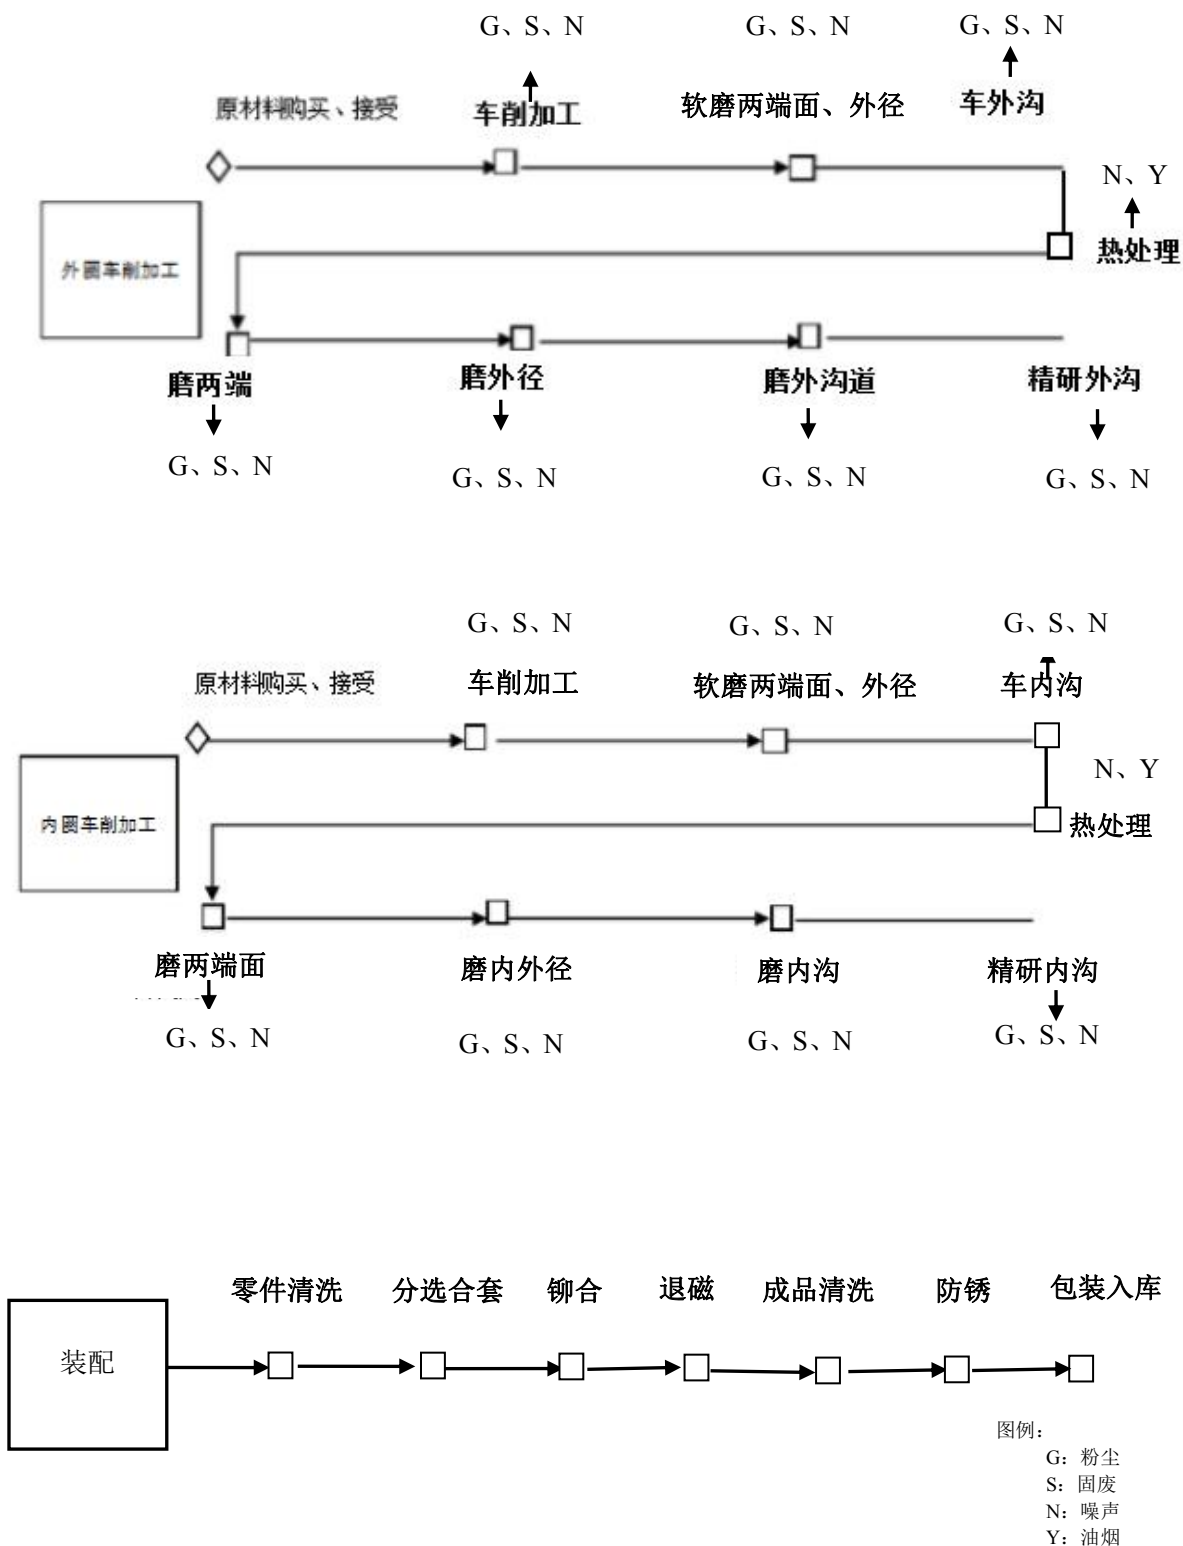 G、S、N
G、S、N
G、S、N
原材料购买、接受
车削加工
软磨两端面、外径
车外沟
N、Y
外圆车削加工
热处理
磨两端
磨外径
磨外沟道
精研外沟
G、S、N
G、S、N
G、S、N
G、S、N
G、S、N
G、S、N
G、S、N
原材料购买、接受
车削加工
软磨两端面、外径
车内沟
N、Y
内圆车削加工
热处理
磨两端面
磨内外径
磨内沟
精研内沟
G、S、N
G、S、N
G、S、N
G、S、N
零件清洗
分选合套
铆合
退磁
成品清洗
防锈
包装入库
装配
图例：
G：粉尘
S：固废
N：噪声
Y：油烟